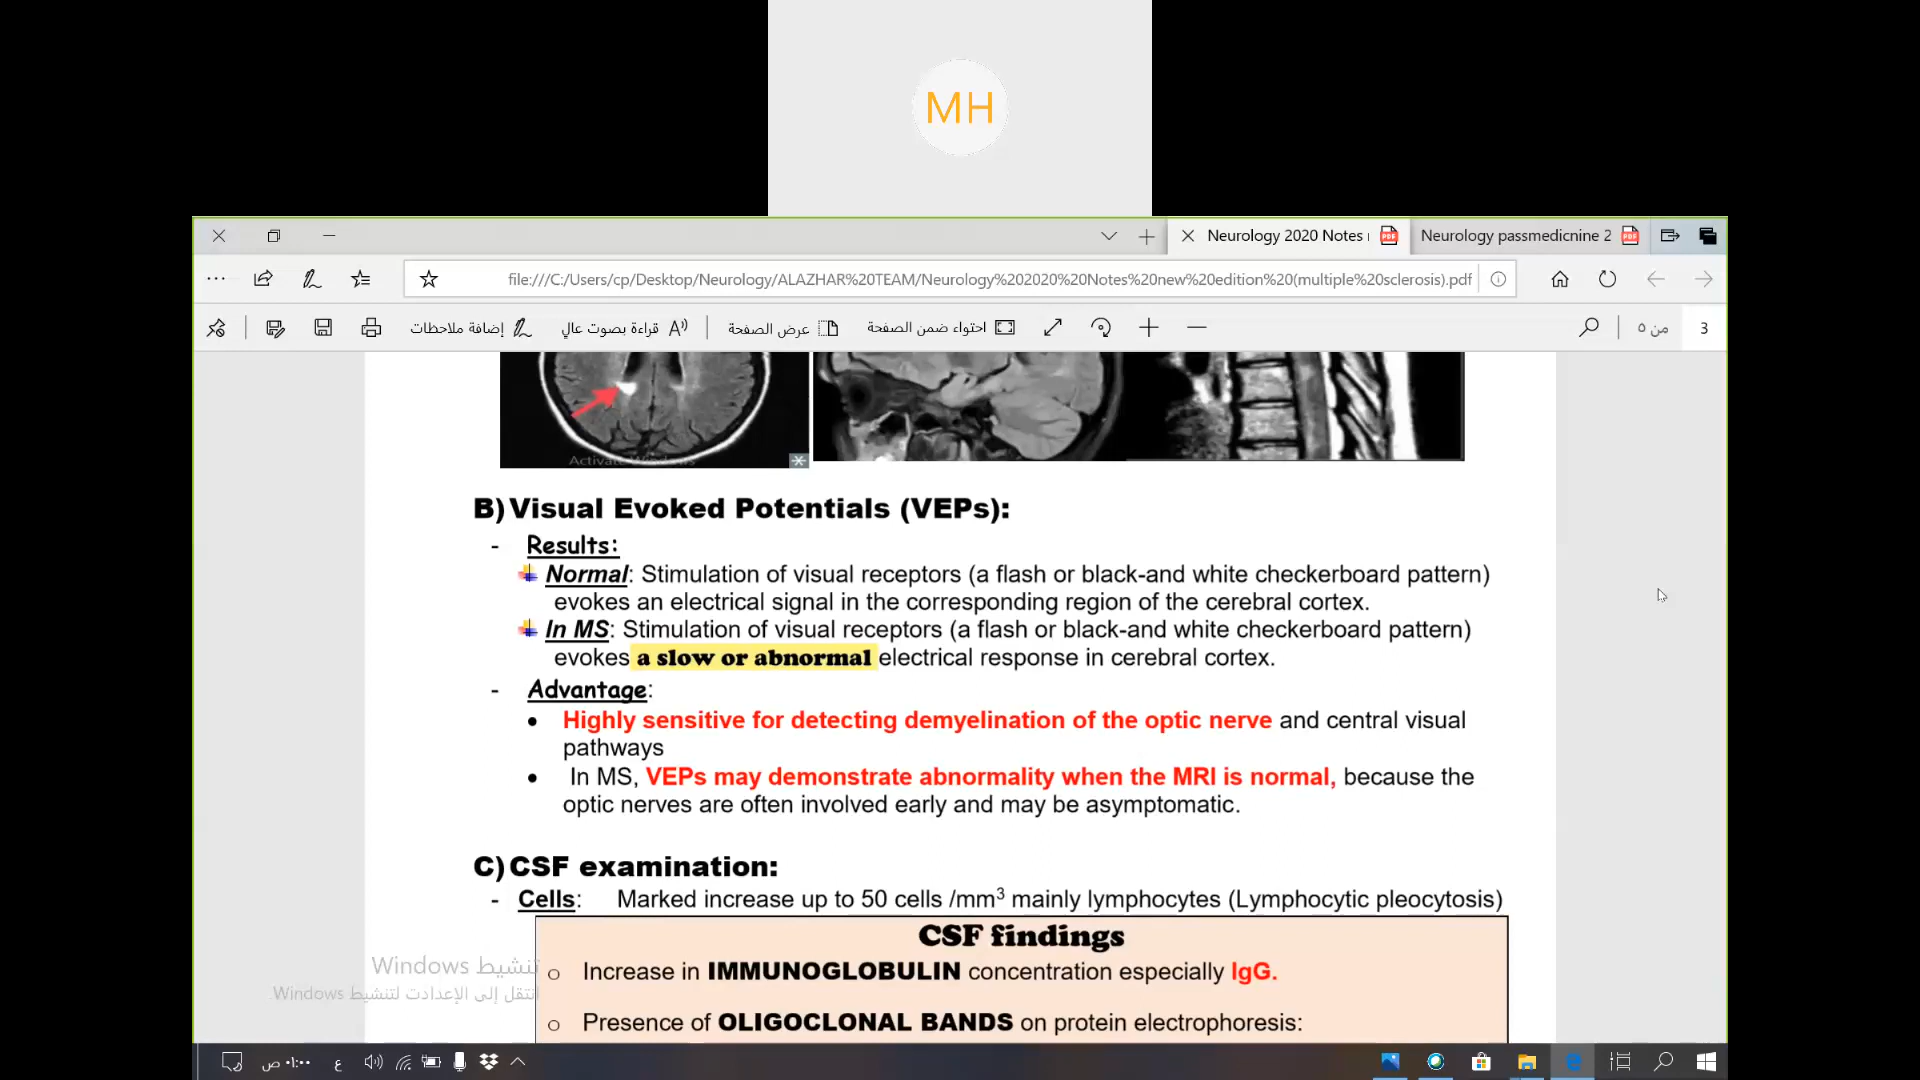 MH
Neurology 2020 Notes
Neurology passmedicnine 2
file:///C:/Users/cp/Desktop/Neurology/ALAZHAR%20TEAM/Neurology%202020%20Notes%20new%20edition%20(multiple%20sclerosis).pdf
إضافة ملاحظات
قراءة بصوت عالٍ
عرض الصفحة
احتواء ضمن الصفحة
من ٥
3
Activate Windows
B) Visual Evoked Potentials (VEPs):
- Results:
Normal: Stimulation of visual receptors (a flash or black-and white checkerboard pattern)
evokes an electrical signal in the corresponding region of the cerebral cortex.
In MS: Stimulation of visual receptors (a flash or black-and white checkerboard pattern)
evokes a slow or abnormal electrical response in cerebral cortex.
- Advantage:
• Highly sensitive for detecting demyelination of the optic nerve and central visual
pathways
• In MS, VEPs may demonstrate abnormality when the MRI is normal, because the
optic nerves are often involved early and may be asymptomatic.
C) CSF examination:
- Cells: Marked increase up to 50 cells /mm3 mainly lymphocytes (Lymphocytic pleocytosis)
CSF findings
o Increase in IMMUNOGLOBULIN concentration especially IgG.
o Presence of OLIGOCLONAL BANDS on protein electrophoresis:
تنشيط Windows
انتقل إلى الإعدادات لتنشيط Windows.
٠١:٠٠ ص
ع